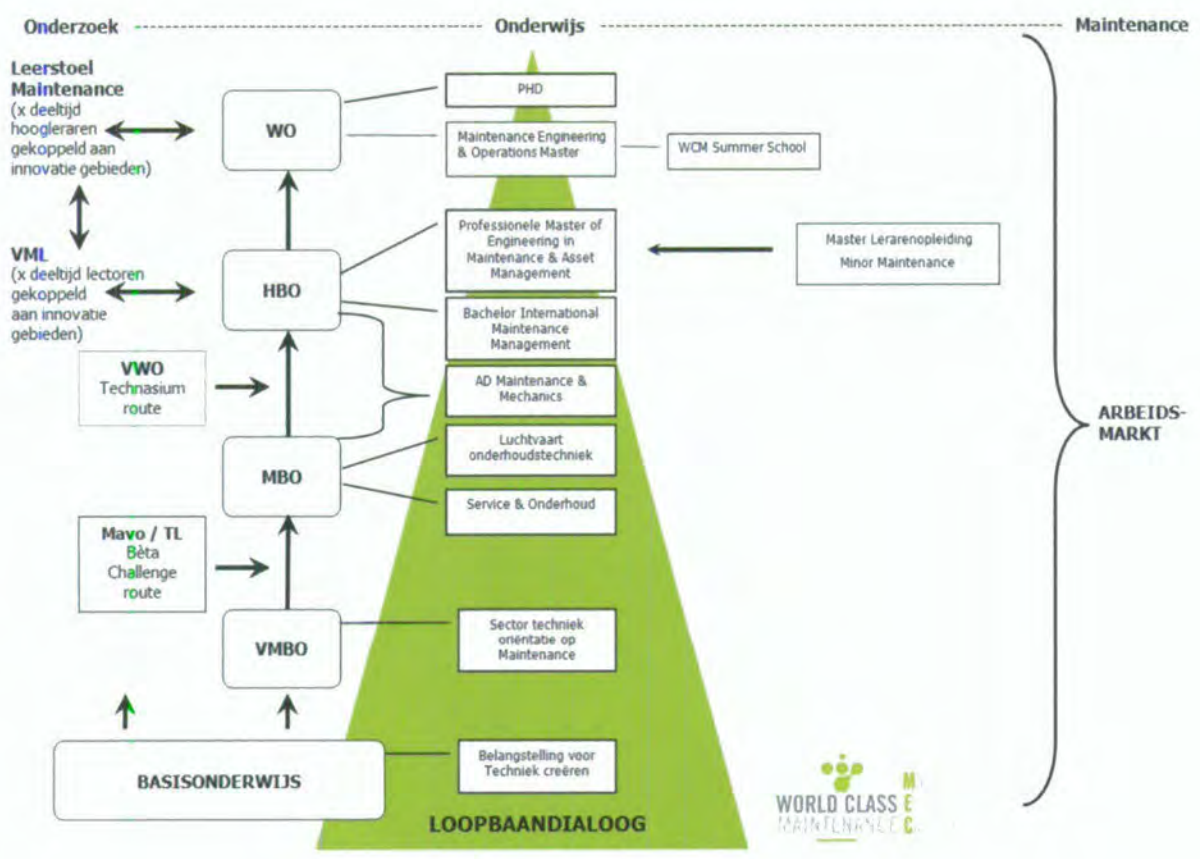 Onderzoek
Onderwijs
Maintenance
Leerstoel
Maintenance
(x deeltijd
hoogleraren
gekoppeld aan
innovatie gebieden)
WO
PHD
Maintenance Engineering
& Operations Master
WCM Summer School
VML
(x deeltijd lectoren
gekoppeld
aan innovatie
gebieden)
HBO
Professionele Master of
Engineering in
Maintenance & Asset
Management
Master Lerarenopleiding
Minor Maintenance
Bachelor International
Maintenance
Management
VWO
Technasium
route
AD Maintenance &
Mechanics
ARBEIDS-
MARKT
MBO
Luchtvaart
onderhoudstechniek
Service & Onderhoud
Mavo / TL
Bèta
Challenge
route
VMBO
Sector techniek
oriëntatie op
Maintenance
BASISONDERWIJS
Belangstelling voor
Techniek creëren
LOOPBAANDIALOOG
WORLD CLASS
MAINTENANCE
M
E
C